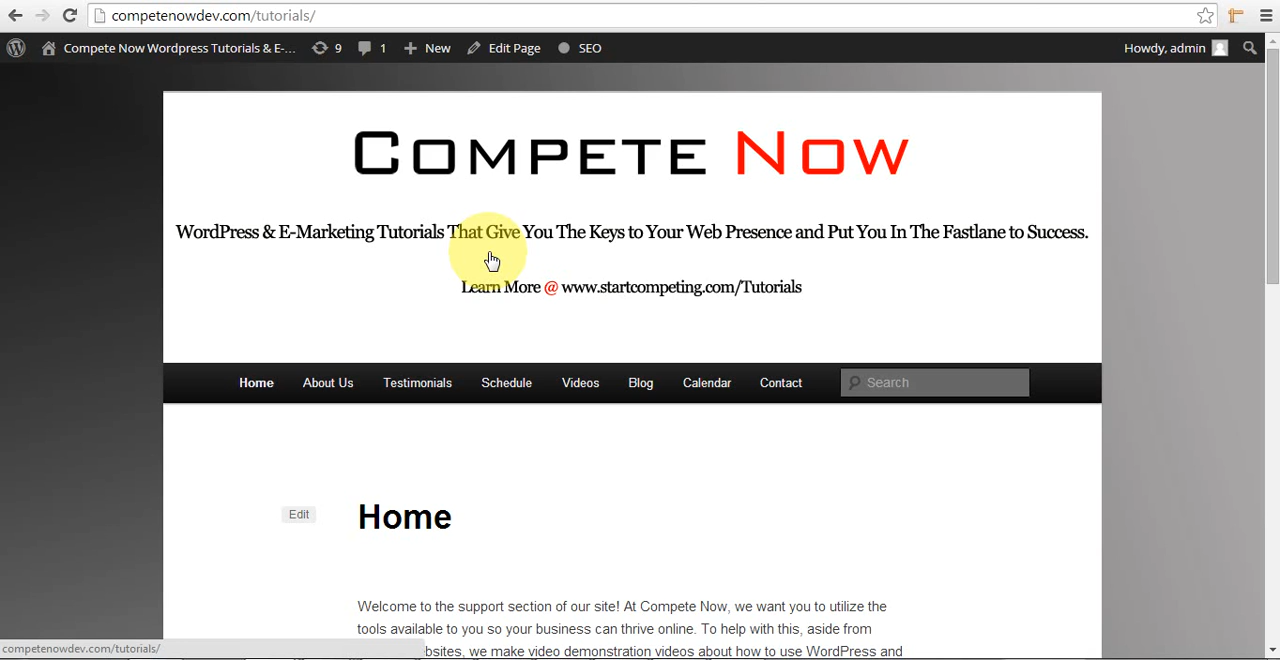 competenowdev.com/tutorials/
Compete Now Wordpress Tutorials & E-... 9 1 New Edit Page SEO Howdy, admin
Compete Now
WordPress & E-Marketing Tutorials That Give You The Keys to Your Web Presence and Put You In The Fastlane to Success.
Learn More @ www.startcompeting.com/Tutorials
Home About Us Testimonials Schedule Videos Blog Calendar Contact Search
Edit Home
Welcome to the support section of our site! At Compete Now, we want you to utilize the
tools available to you so your business can thrive online. To help with this, aside from
we make video demonstration videos about how to use WordPress and
competenowdev.com/tutorials/